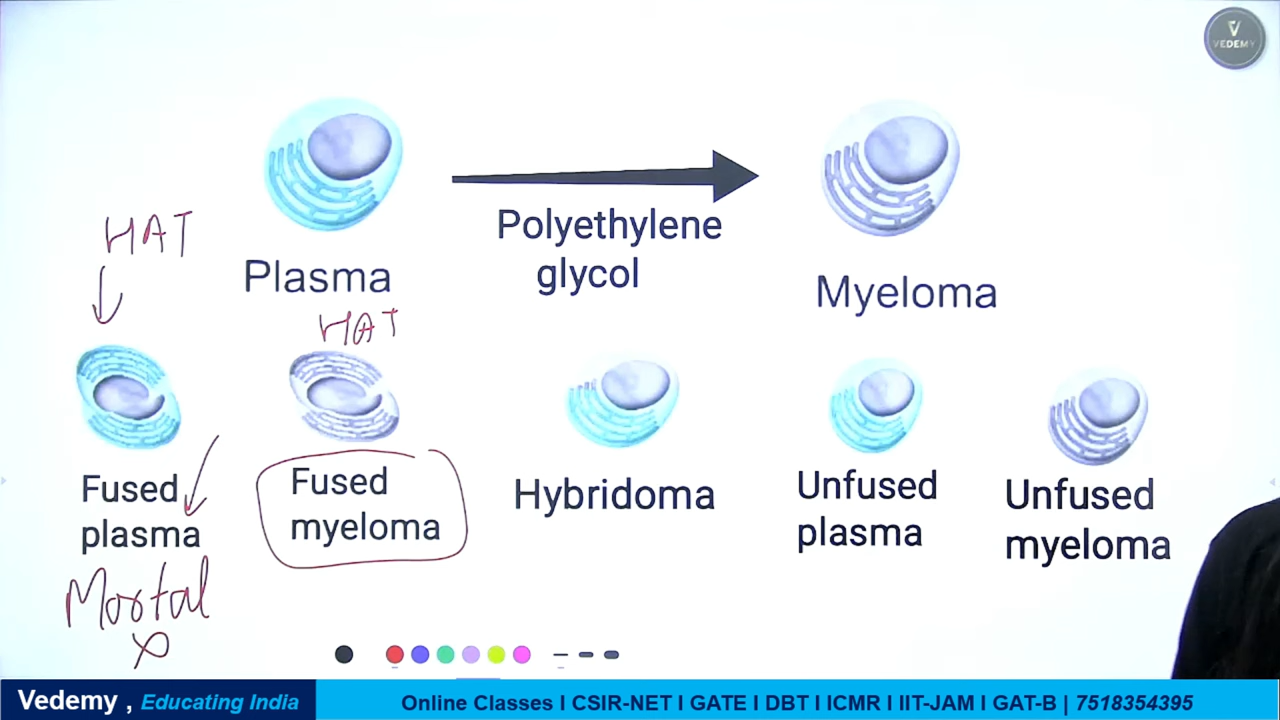 VEDEMY
Polyethylene
glycol
Plasma
Myeloma
HAT
HAT
Fused
plasma
Fused
myeloma
Hybridoma
Unfused
plasma
Unfused
myeloma
Mortal
Vedemy , Educating India
Online Classes I CSIR-NET I GATE I DBT I ICMR I IIT-JAM I GAT-B | 7518354395